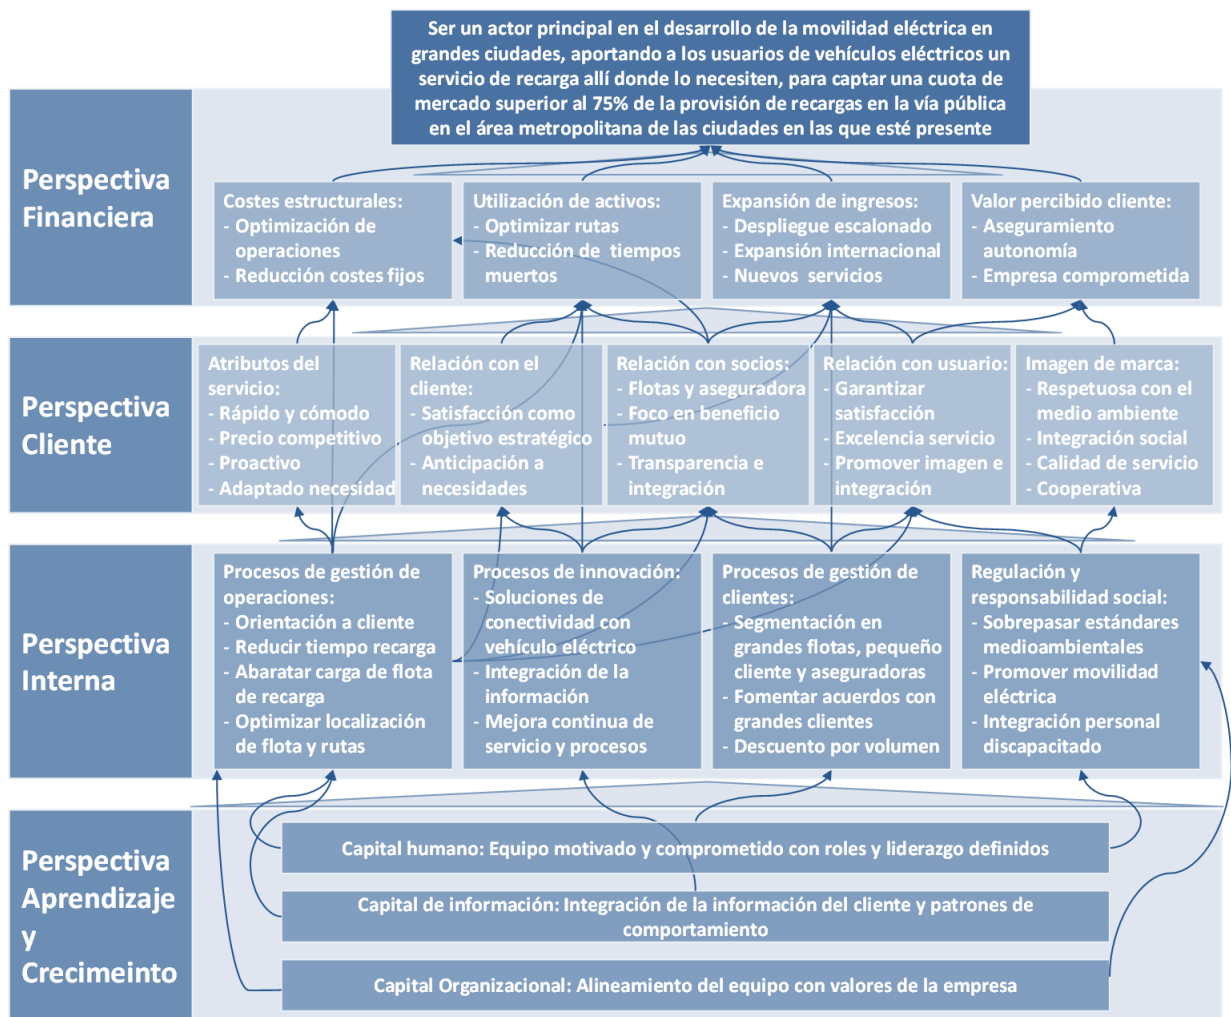 Ser un actor principal en el desarrollo de la movilidad eléctrica en
grandes ciudades, aportando a los usuarios de vehículos eléctricos un
servicio de recarga allí donde lo necesiten, para captar una cuota de
mercado superior al 75% de la provisión de recargas en la vía pública
en el área metropolitana de las ciudades en las que esté presente
Perspectiva
Financiera
Costes estructurales:
- Optimización de
operaciones
- Reducción costes fijos
Utilización de activos:
- Optimizar rutas
- Reducción de tiempos
muertos
Expansión de ingresos:
- Despliegue escalonado
- Expansión internacional
- Nuevos servicios
Valor percibido cliente:
- Aseguramiento
autonomía
- Empresa comprometida
Perspectiva
Cliente
Atributos del
servicio:
- Rápido y cómodo
- Precio competitivo
- Proactivo
- Adaptado necesidad
Relación con el
cliente:
- Satisfacción como
objetivo estratégico
- Anticipación a
necesidades
Relación con socios:
- Flotas y aseguradora
- Foco en beneficio
mutuo
- Transparencia e
integración
Relación con usuario:
- Garantizar
satisfacción
- Excelencia servicio
- Promover imagen e
integración
Imagen de marca:
- Respetuosa con el
medio ambiente
- Integración social
- Calidad de servicio
- Cooperativa
Perspectiva
Interna
Procesos de gestión de
operaciones:
- Orientación a cliente
- Reducir tiempo recarga
- Abaratar carga de flota
de recarga
- Optimizar localización
de flota y rutas
Procesos de innovación:
- Soluciones de
conectividad con
vehículo eléctrico
- Integración de la
información
- Mejora continua de
servicio y procesos
Procesos de gestión de
clientes:
- Segmentación en
grandes flotas, pequeño
cliente y aseguradoras
- Fomentar acuerdos con
grandes clientes
- Descuento por volumen
Regulación y
responsabilidad social:
- Sobrepasar estándares
medioambientales
- Promover movilidad
eléctrica
- Integración personal
discapacitado
Perspectiva
Aprendizaje
y
Crecimeinto
Capital humano: Equipo motivado y comprometido con roles y liderazgo definidos
Capital de información: Integración de la información del cliente y patrones de
comportamiento
Capital Organizacional: Alineamiento del equipo con valores de la empresa